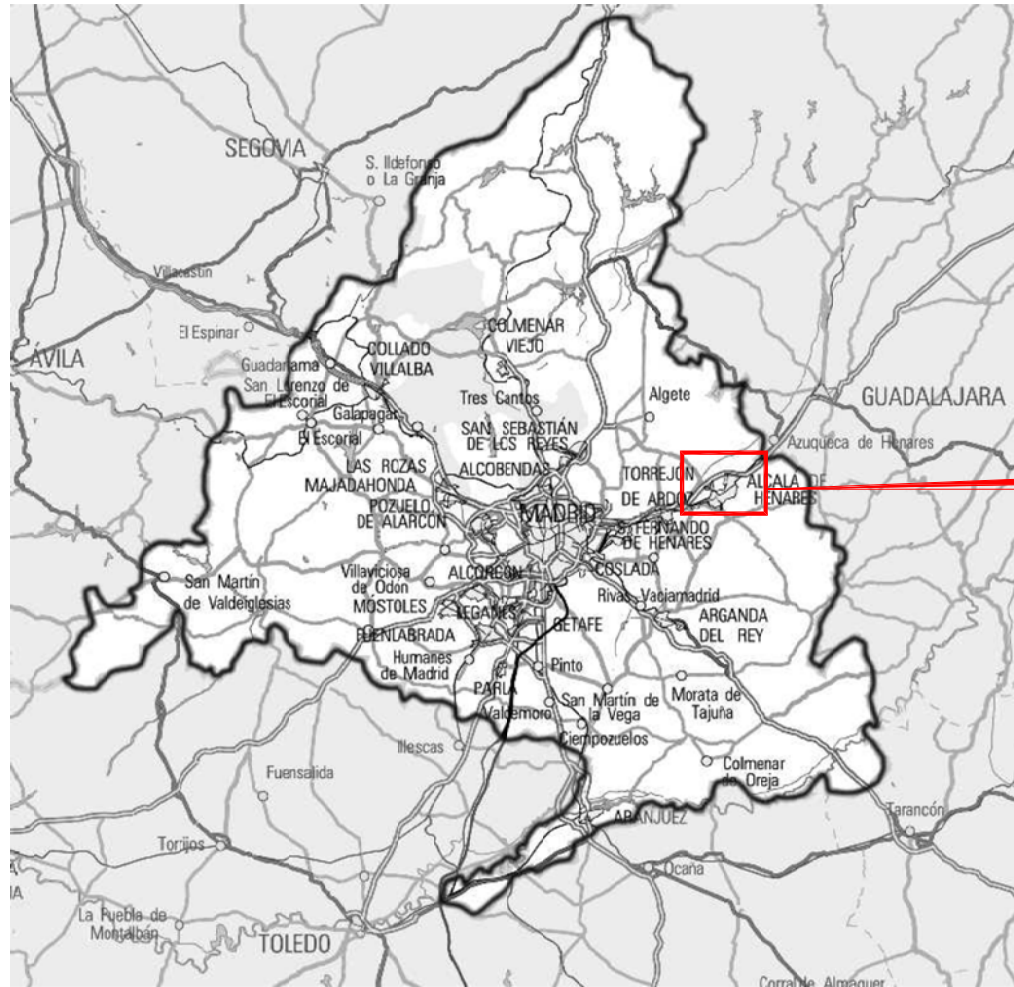 SEGOVIA
S. Ildefonso
o La Granja
Villacastin
El Espinar
ÁVILA
Guadarrama
COLLADO
VILLALBA
COLMENAR
VIEJO
San Lorenzo de
El Escorial
Galapagar
El Escorial
Tres Cantos
Algete
GUADALAJARA
SAN SEBASTIÁN
DE LOS REYES
Azuqueca de Henares
LAS ROZAS
ALCOBENDAS
TORREJÓN
DE ARDOZ
ALCALA DE
HENARES
MAJADAHONDA
POZUELO
DE ALARCÓN
MADRID
S. FERNANDO
DE HENARES
COSLADA
San Martín
de Valdeiglesias
Villaviciosa
de Odón
ALCORCÓN
MÓSTOLES
LEGANÉS
Rivas Vaciamadrid
ARGANDA
DEL REY
GETAFE
FUENLABRADA
Humanes
de Madrid
Pinto
PARLA
Valdemoro
San Martín de
la Vega
Morata de
Tajuña
Ciempozuelos
Illescas
Colmenar
de Oreja
Fuensalida
ARANJUEZ
Tarancón
Torrijos
Ocaña
La Puebla de
Montalbán
TOLEDO
Corral de Almaguer